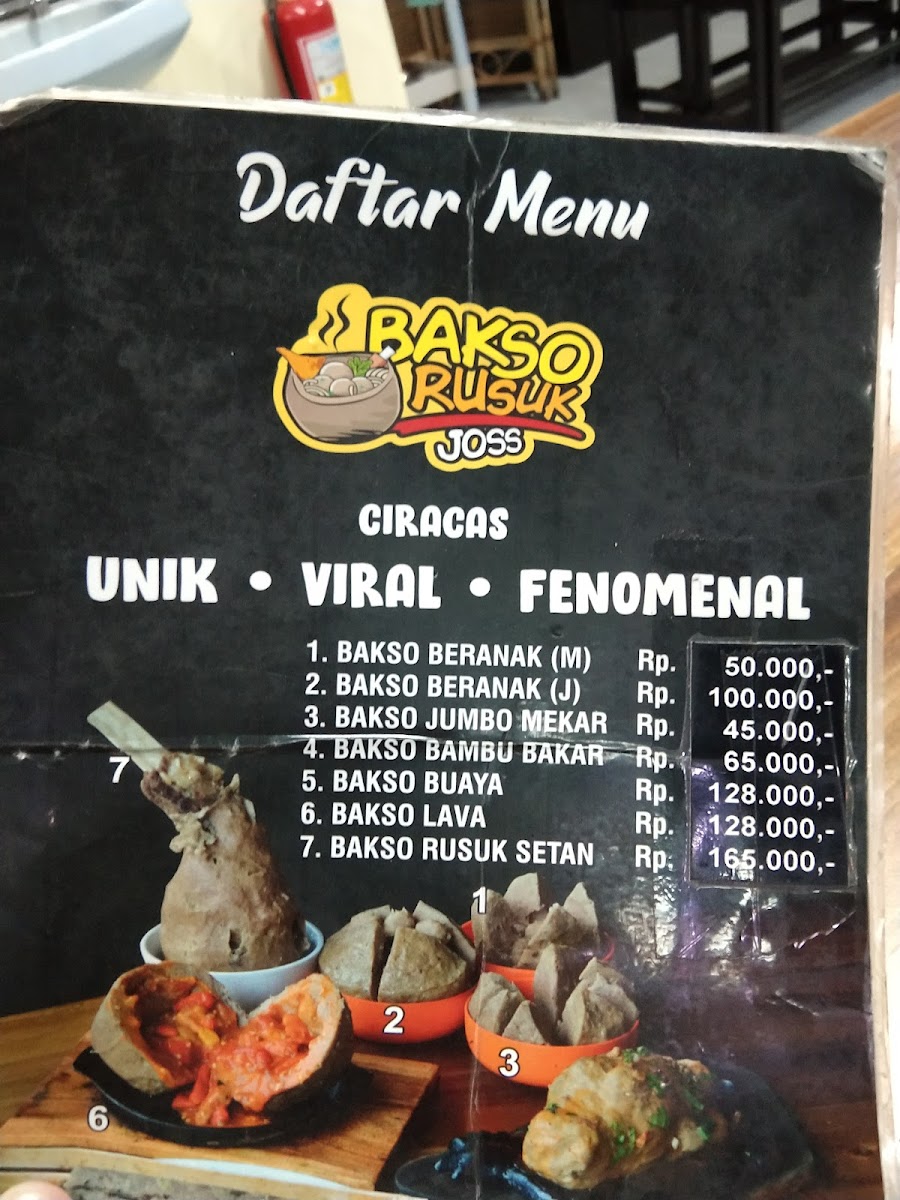 Daftar Menu
BAKSO
RUSUK
JOSS
CIRACAS
UNIK • VIRAL • FENOMENAL
1. BAKSO BERANAK (M) Rp. 50.000,-
2. BAKSO BERANAK (J) Rp. 100.000,-
3. BAKSO JUMBO MEKAR Rp. 45.000,-
4. BAKSO BAMBU BAKAR Rp. 65.000,-
5. BAKSO BUAYA Rp. 128.000,-
6. BAKSO LAVA Rp. 128.000,-
7. BAKSO RUSUK SETAN Rp. 165.000,-
7
1
2
3
6